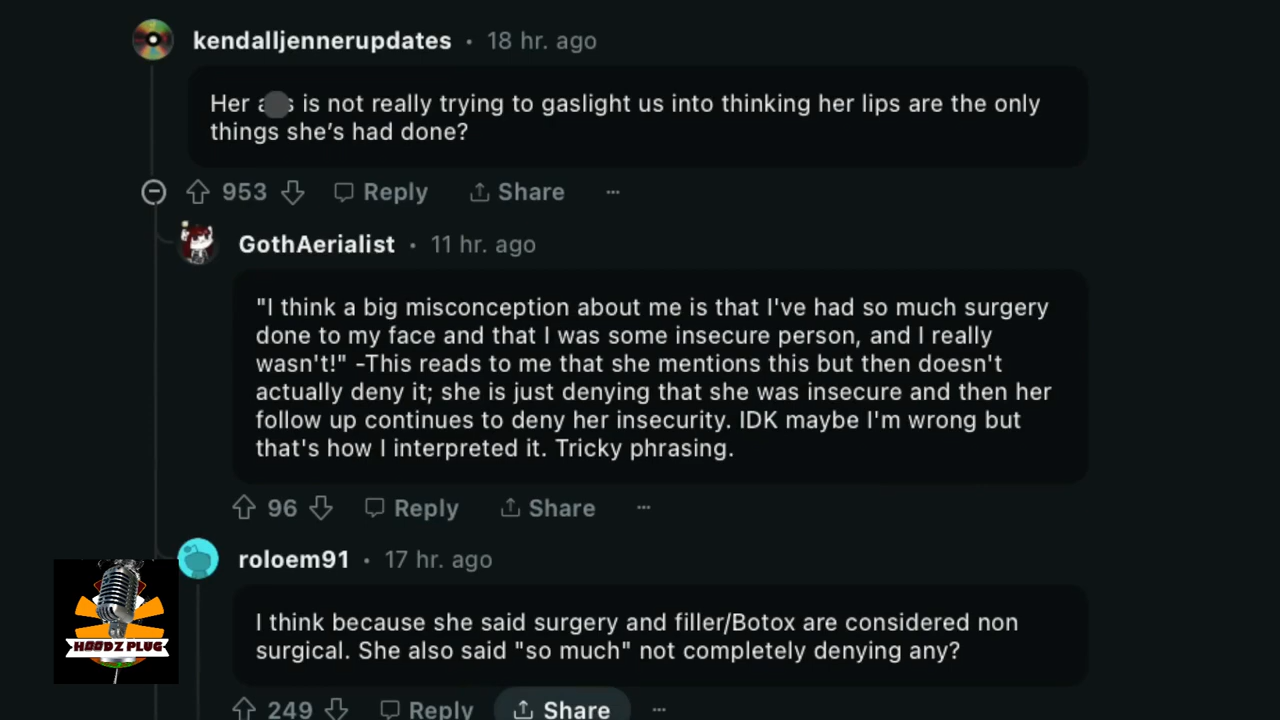 kendalljennerupdates • 18 hr. ago
Her is not really trying to gaslight us into thinking her lips are the only
things she's had done?
953 Reply Share ...
GothAerialist • 11 hr. ago
"I think a big misconception about me is that I've had so much surgery
done to my face and that I was some insecure person, and I really
wasn't!" -This reads to me that she mentions this but then doesn't
actually deny it; she is just denying that she was insecure and then her
follow up continues to deny her insecurity. IDK maybe I'm wrong but
that's how I interpreted it. Tricky phrasing.
96 Reply Share ...
roloem91 • 17 hr. ago
I think because she said surgery and filler/Botox are considered non
surgical. She also said "so much" not completely denying any?
HOODZ PLUG
249 Reply Share ...